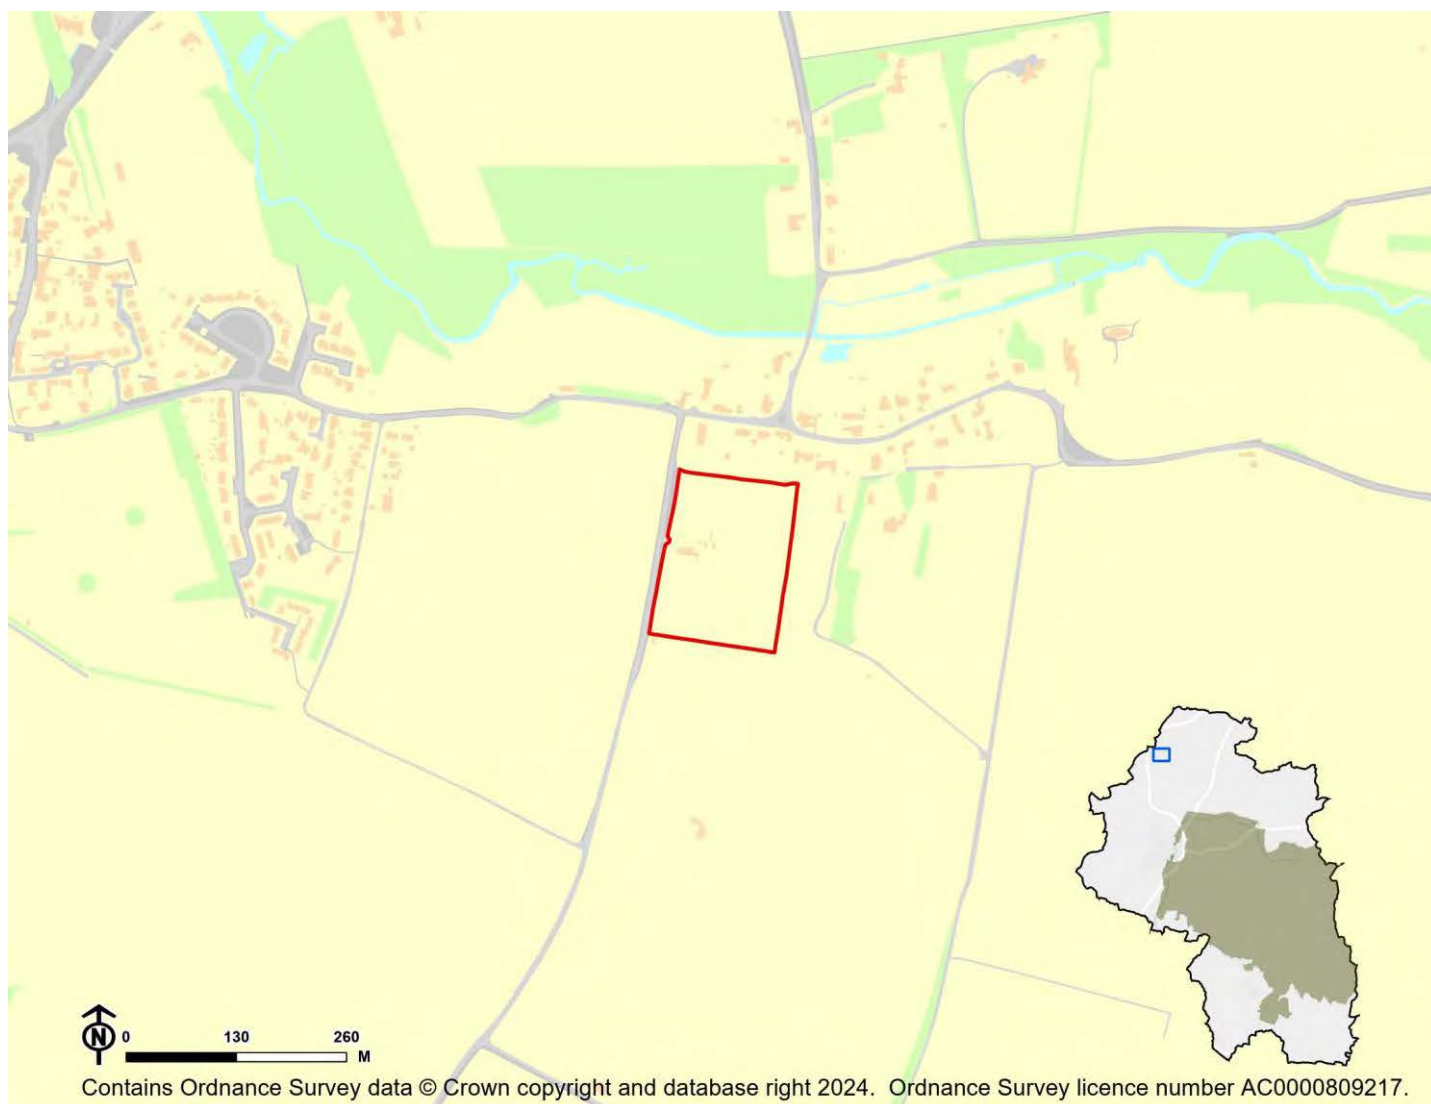 N
0 130 260
M
Contains Ordnance Survey data © Crown copyright and database right 2024. Ordnance Survey licence number AC0000809217.